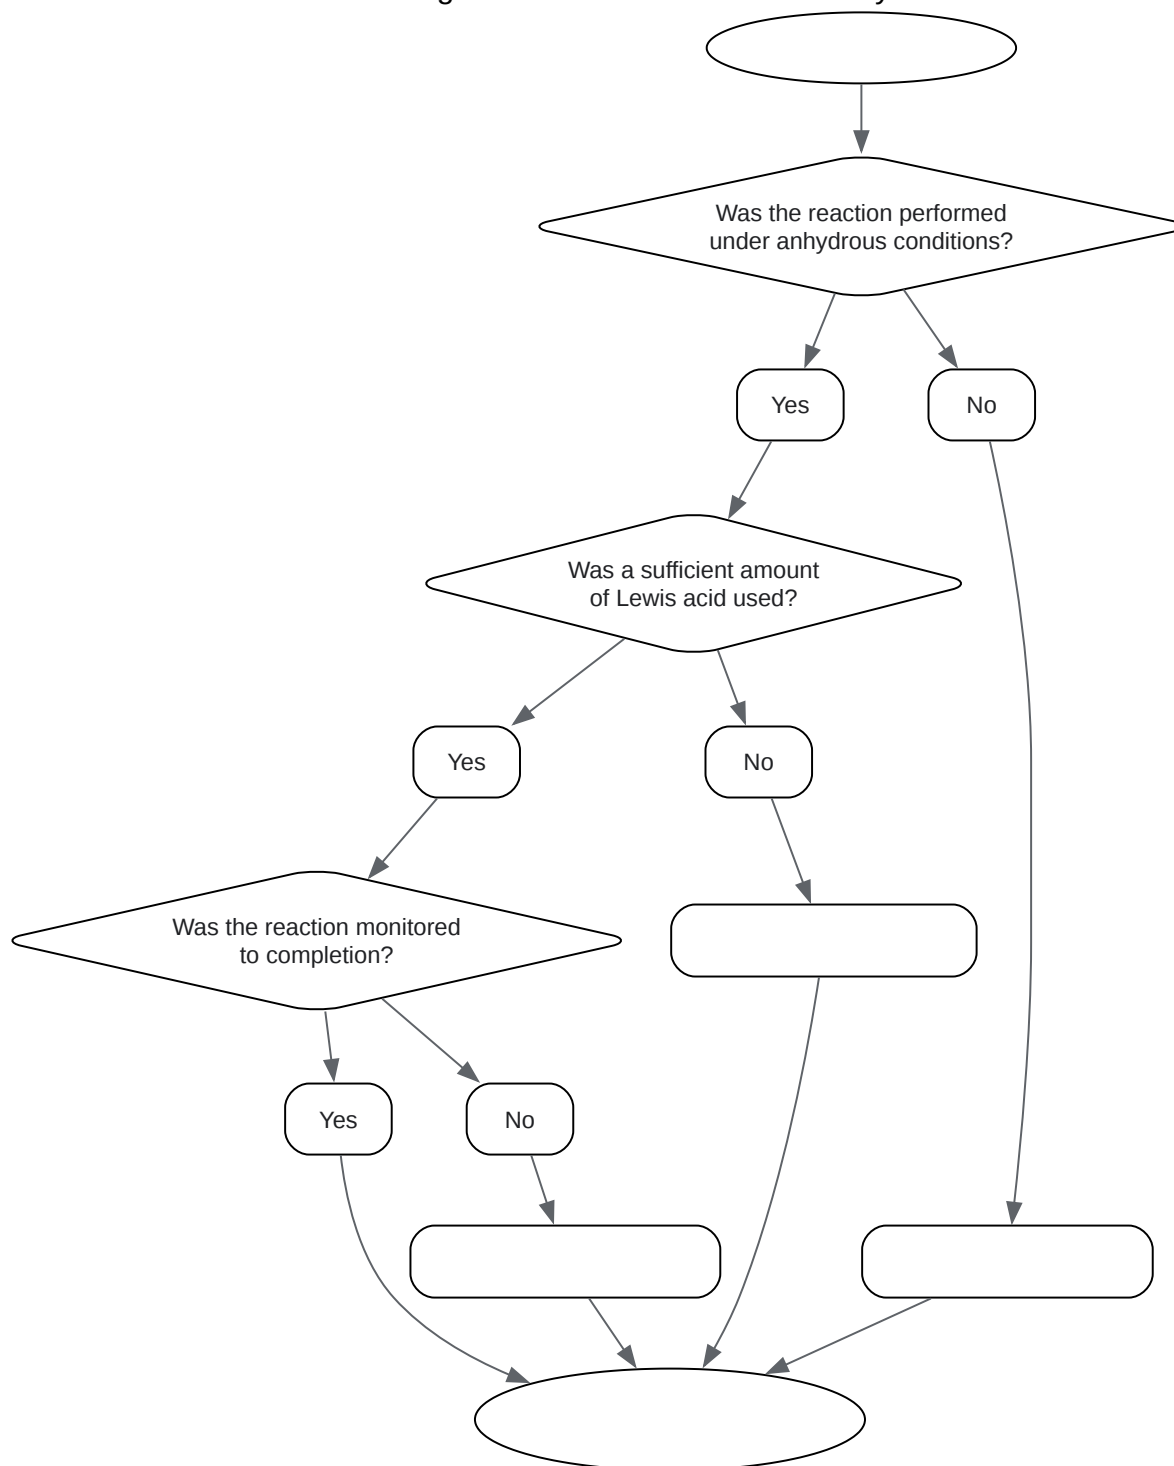 Was the reaction performed
under anhydrous conditions?
Yes
No
Was a sufficient amount
of Lewis acid used?
Yes
No
Was the reaction monitored
to completion?
Yes
No